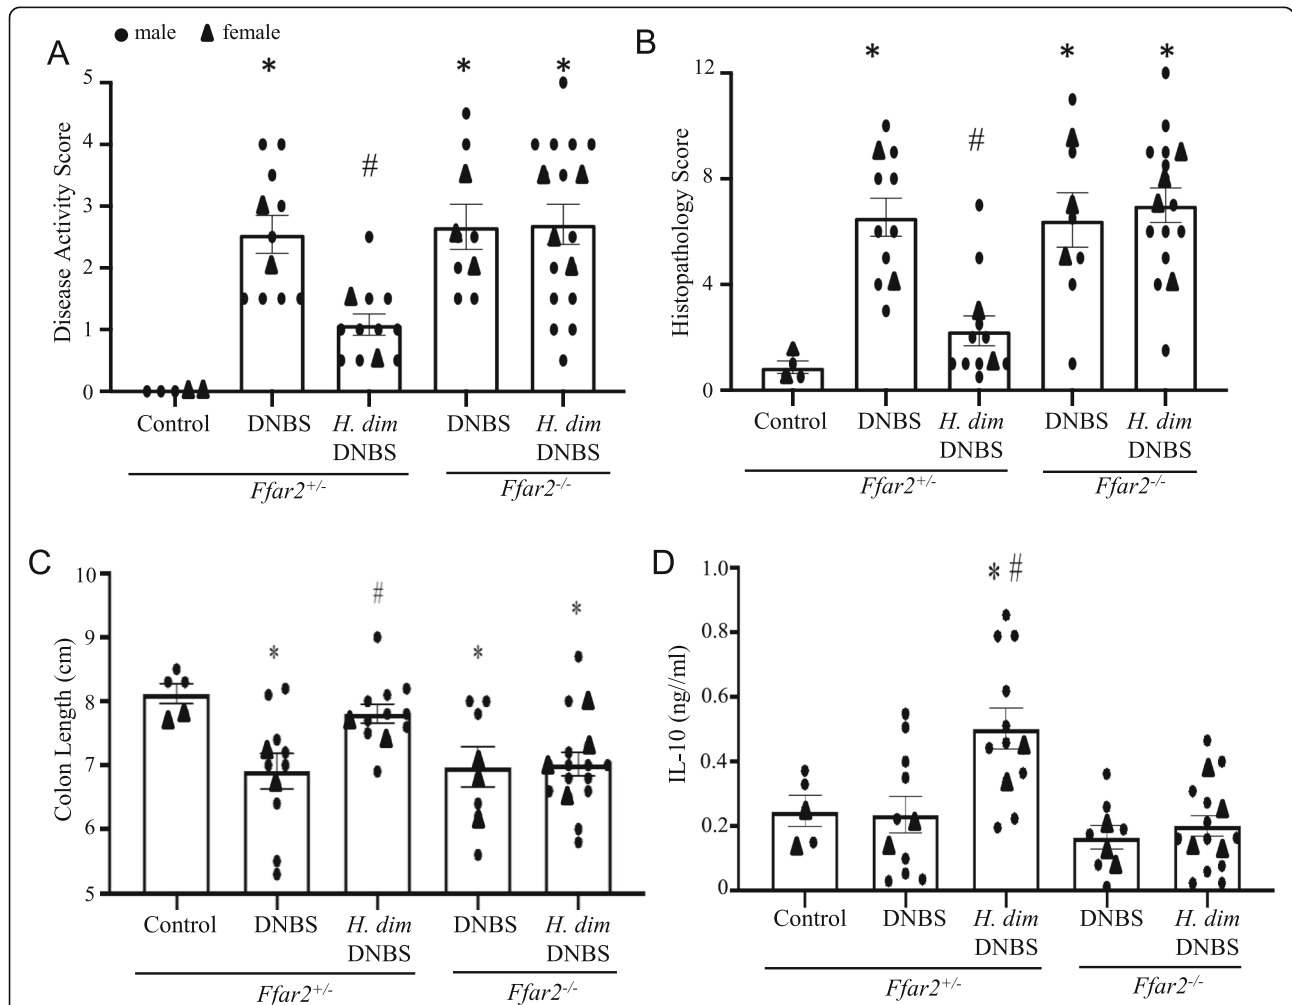 ● male ▲ female
A
* * *
#
Disease Activity Score
5
4
3
2
1
0
Control DNBS H. dim DNBS H. dim
DNBS DNBS
Ffar2+/- Ffar2-/-
B
* * *
#
Histopathology Score
12
8
4
0
Control DNBS H. dim DNBS H. dim
DNBS DNBS
Ffar2+/- Ffar2-/-
C
* # * *
Colon Length (cm)
10
9
8
7
6
5
Control DNBS H. dim DNBS H. dim
DNBS DNBS
Ffar2+/- Ffar2-/-
D
* #
IL-10 (ng//ml)
1.0
0.8
0.6
0.4
0.2
0
Control DNBS H. dim DNBS H. dim
DNBS DNBS
Ffar2+/- Ffar2-/-